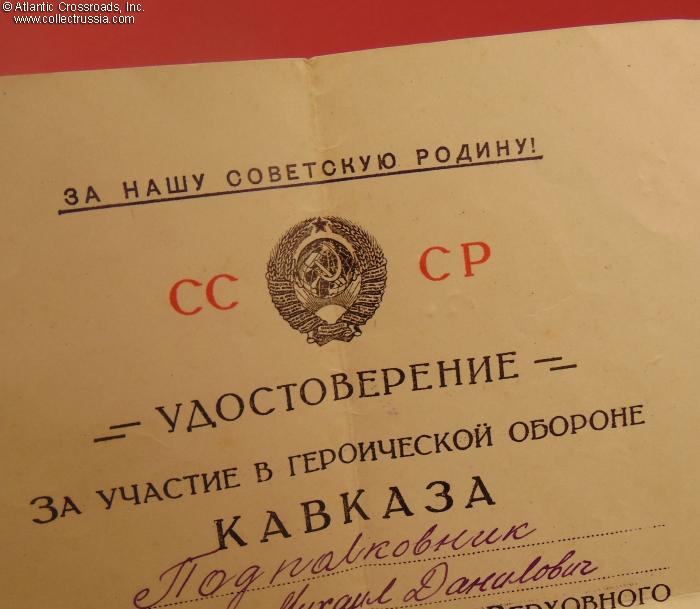 © Atlantic Crossroads, Inc.
www.collectrussia.com
ЗА НАШУ СОВЕТСКУЮ РОДИНУ!
СС СР
УДОСТОВЕРЕНИЕ
ЗА УЧАСТИЕ В ГЕРОИЧЕСКОЙ ОБОРОНЕ
КАВКАЗА
Подполковник
Михаил Данилович
ВЕРХОВНОГО